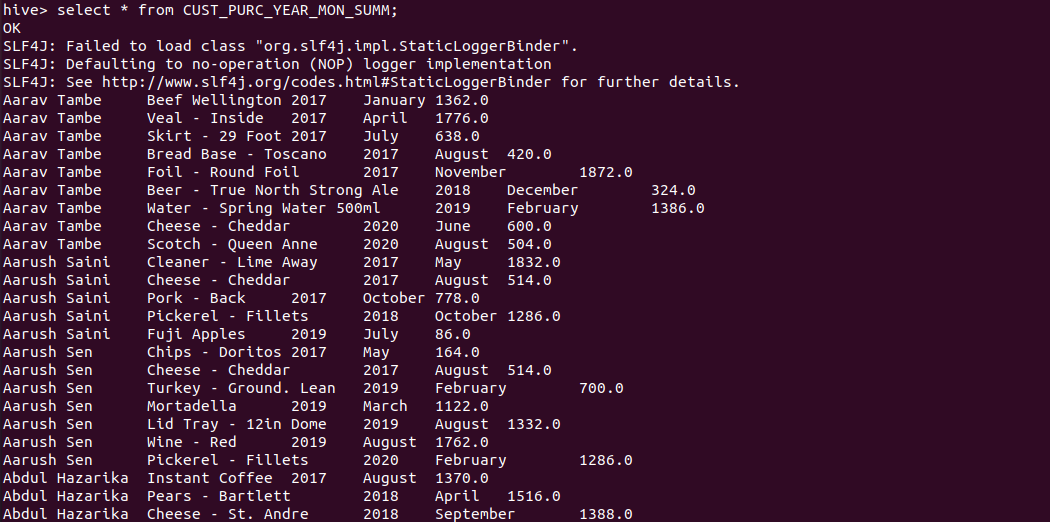 hive> select * from CUST_PURC_YEAR_MON_SUMM;
OK
SLF4J: Failed to load class "org.slf4j.impl.StaticLoggerBinder".
SLF4J: Defaulting to no-operation (NOP) logger implementation
SLF4J: See http://www.slf4j.org/codes.html#StaticLoggerBinder for further details.
Aarav Tambe	Beef Wellington	2017	January	1362.0
Aarav Tambe	Veal - Inside	2017	April	1776.0
Aarav Tambe	Skirt - 29 Foot	2017	July	638.0
Aarav Tambe	Bread Base - Toscano	2017	August	420.0
Aarav Tambe	Foil - Round Foil	2017	November	1872.0
Aarav Tambe	Beer - True North Strong Ale	2018	December	324.0
Aarav Tambe	Water - Spring Water 500ml	2019	February	1386.0
Aarav Tambe	Cheese - Cheddar	2020	June	600.0
Aarav Tambe	Scotch - Queen Anne	2020	August	504.0
Aarush Saini	Cleaner - Lime Away	2017	May	1832.0
Aarush Saini	Cheese - Cheddar	2017	August	514.0
Aarush Saini	Pork - Back	2017	October	778.0
Aarush Saini	Pickerel - Fillets	2018	October	1286.0
Aarush Saini	Fuji Apples	2019	July	86.0
Aarush Sen	Chips - Doritos	2017	May	164.0
Aarush Sen	Cheese - Cheddar	2017	August	514.0
Aarush Sen	Turkey - Ground. Lean	2019	February	700.0
Aarush Sen	Mortadella	2019	March	1122.0
Aarush Sen	Lid Tray - 12in Dome	2019	August	1332.0
Aarush Sen	Wine - Red	2019	August	1762.0
Aarush Sen	Pickerel - Fillets	2020	February	1286.0
Abdul Hazarika	Instant Coffee	2017	August	1370.0
Abdul Hazarika	Pears - Bartlett	2018	April	1516.0
Abdul Hazarika	Cheese - St. Andre	2018	September	1388.0